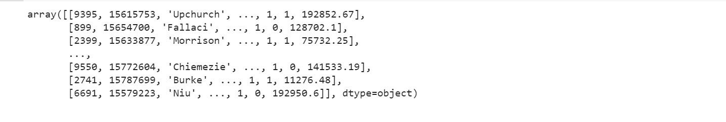 array([[9395, 15615753, 'Upchurch', ..., 1, 1, 192852.67],
[899, 15654700, 'Fallaci', ..., 1, 0, 128702.1],
[2399, 15633877, 'Morrison', ..., 1, 1, 75732.25],
...,
[9550, 15772604, 'Chiemezie', ..., 1, 0, 141533.19],
[2741, 15787699, 'Burke', ..., 1, 1, 11276.48],
[6691, 15579223, 'Niu', ..., 1, 0, 192950.6]], dtype=object)